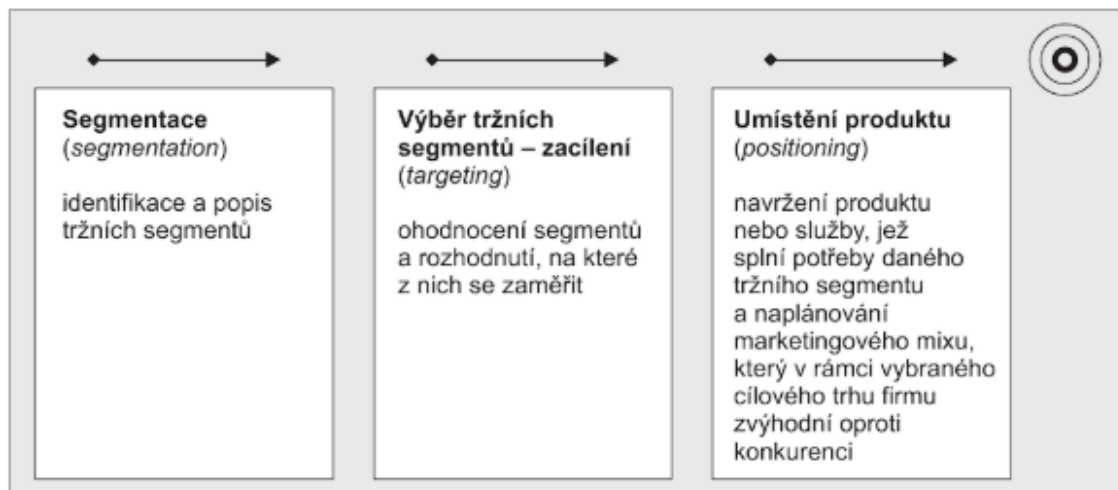 Segmentace
(segmentation)
identifikace a popis
tržních segmentů
Výběr tržních
segmentů – zacílení
(targeting)
ohodnocení segmentů
a rozhodnutí, na které
z nich se zaměřit
Umístění produktu
(positioning)
navržení produktu
nebo služby, jež
splní potřeby daného
tržního segmentu
a naplánování
marketingového mixu,
který v rámci vybraného
cílového trhu firmu
zvýhodní oproti
konkurenci